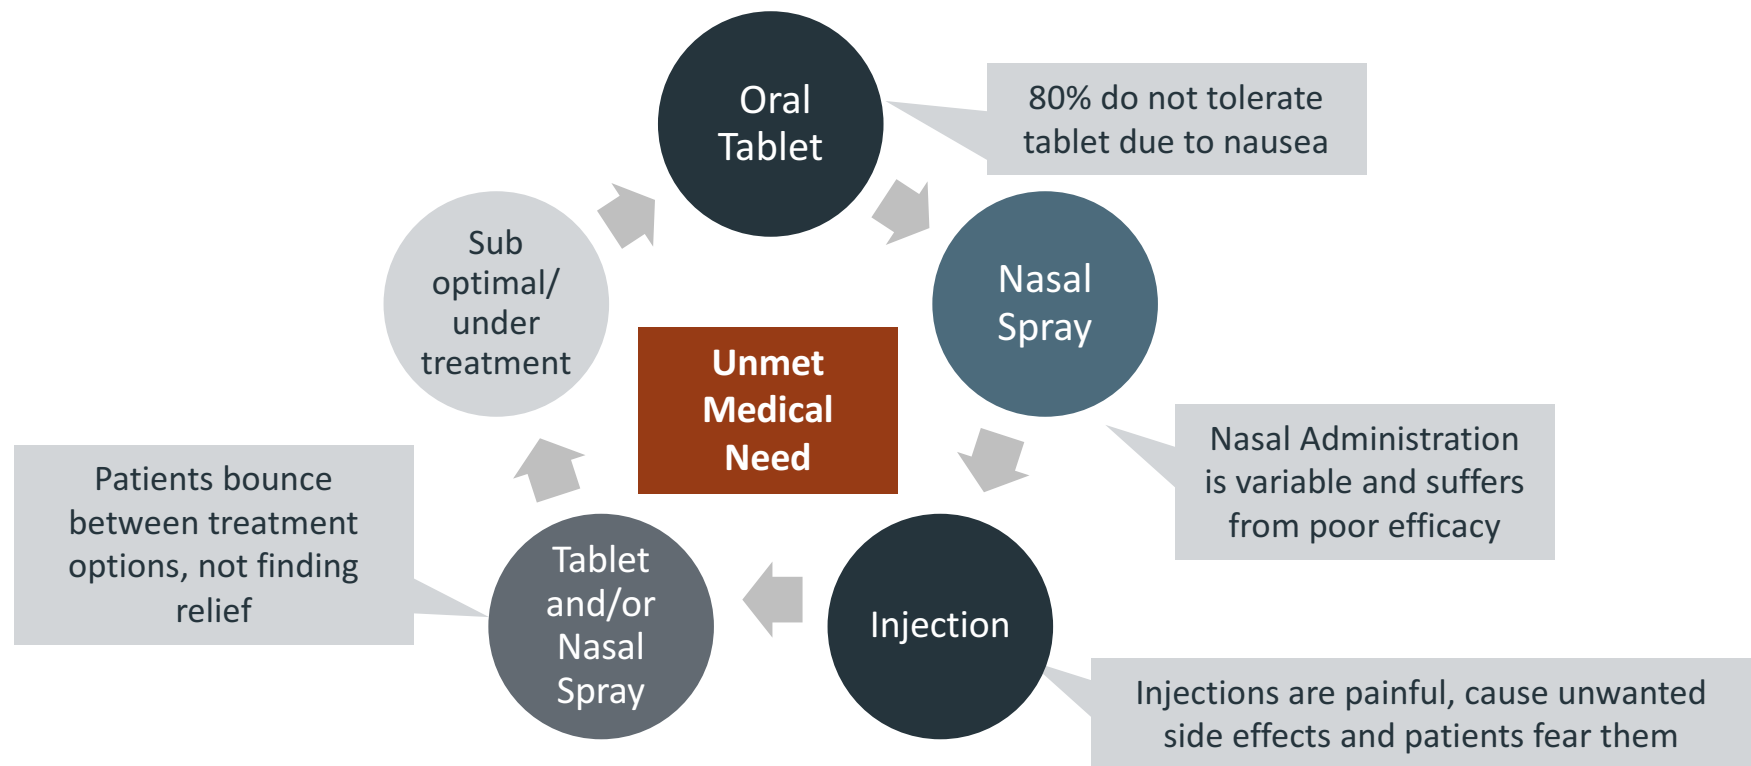 Oral
Tablet
80% do not tolerate
tablet due to nausea
Nasal
Spray
Nasal Administration
is variable and suffers
from poor efficacy
Injection
Injections are painful, cause unwanted
side effects and patients fear them
Tablet
and/or
Nasal
Spray
Patients bounce
between treatment
options, not finding
relief
Sub
optimal/
under
treatment
Unmet
Medical
Need